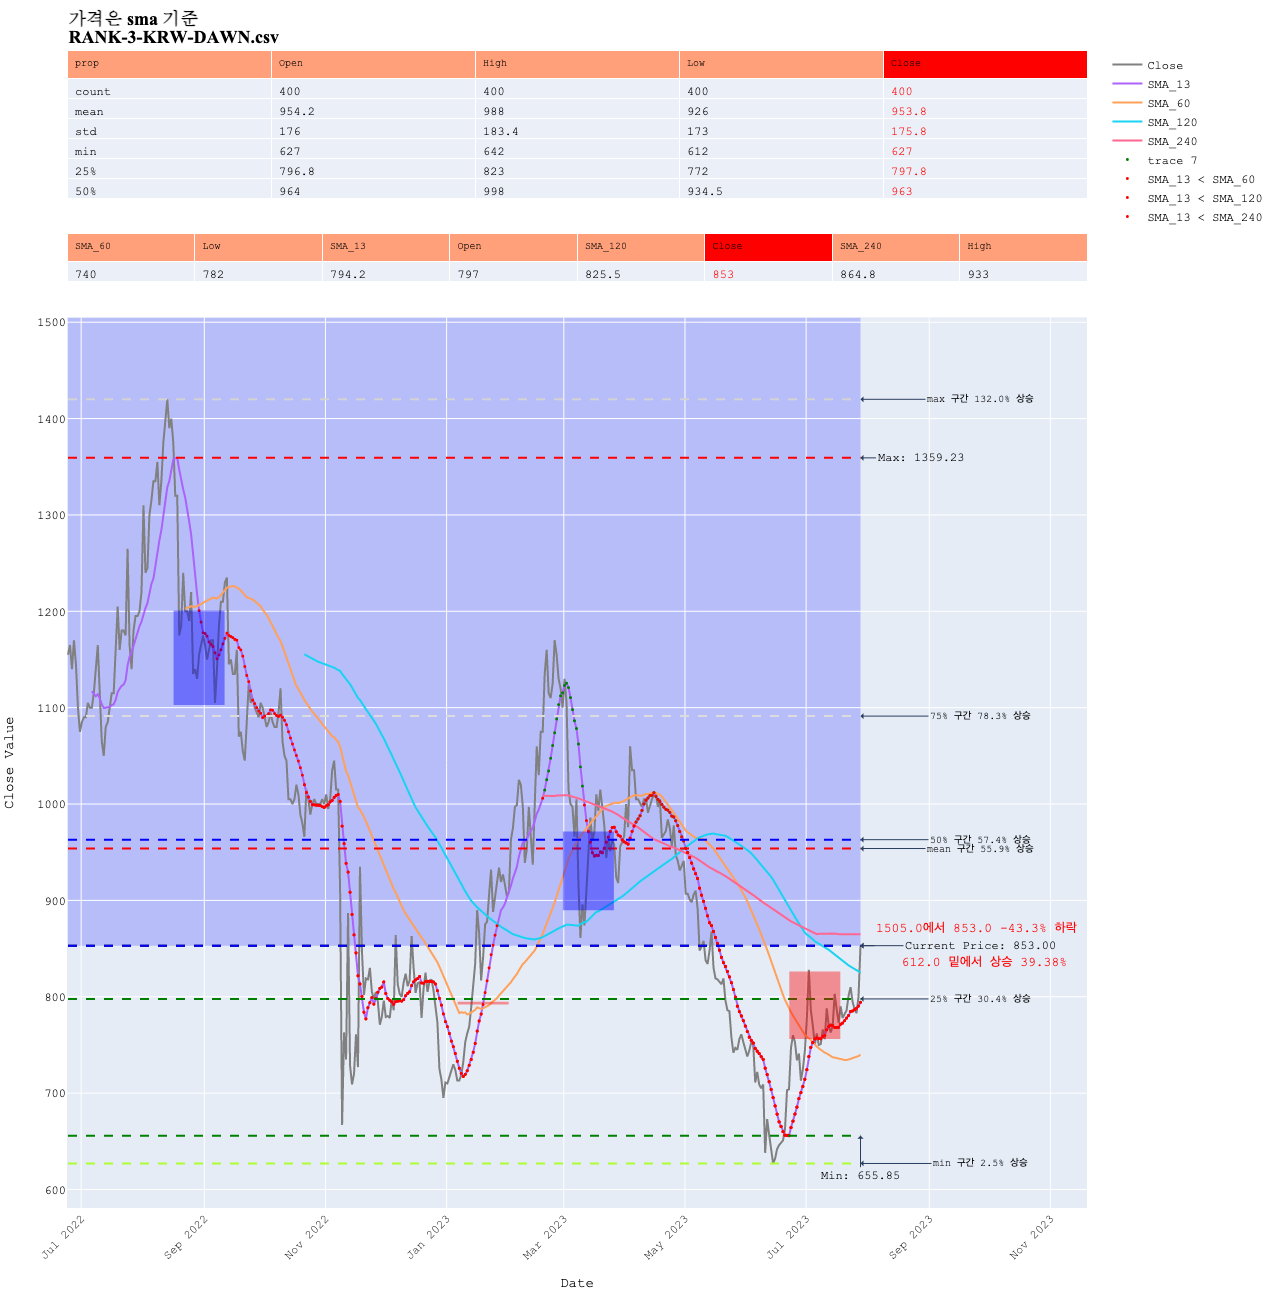 가격은 sma 기준
RANK-3-KRW-DAWN.csv
prop Open High Low Close
count 400 400 400 400
mean 954.2 988 926 953.8
std 176 183.4 173 175.8
min 627 642 612 627
25% 796.8 823 772 797.8
50% 964 998 934.5 963
SMA_60 Low SMA_13 Open SMA_120 Close SMA_240 High
740 782 794.2 797 825.5 853 864.8 933
Close
SMA_13
SMA_60
SMA_120
SMA_240
trace 7
SMA_13 < SMA_60
SMA_13 < SMA_120
SMA_13 < SMA_240
1500
1400
1300
1200
1100
1000
900
800
700
600
Close Value
max 구간 132.0% 상승
Max: 1359.23
75% 구간 78.3% 상승
50% 구간 57.4% 상승
mean 구간 55.9% 상승
1505.0에서 853.0 -43.3% 하락
Current Price: 853.00
612.0 밑에서 상승 39.38%
25% 구간 30.4% 상승
min 구간 2.5% 상승
Min: 655.85
Jul 2022
Sep 2022
Nov 2022
Jan 2023
Mar 2023
May 2023
Jul 2023
Sep 2023
Nov 2023
Date